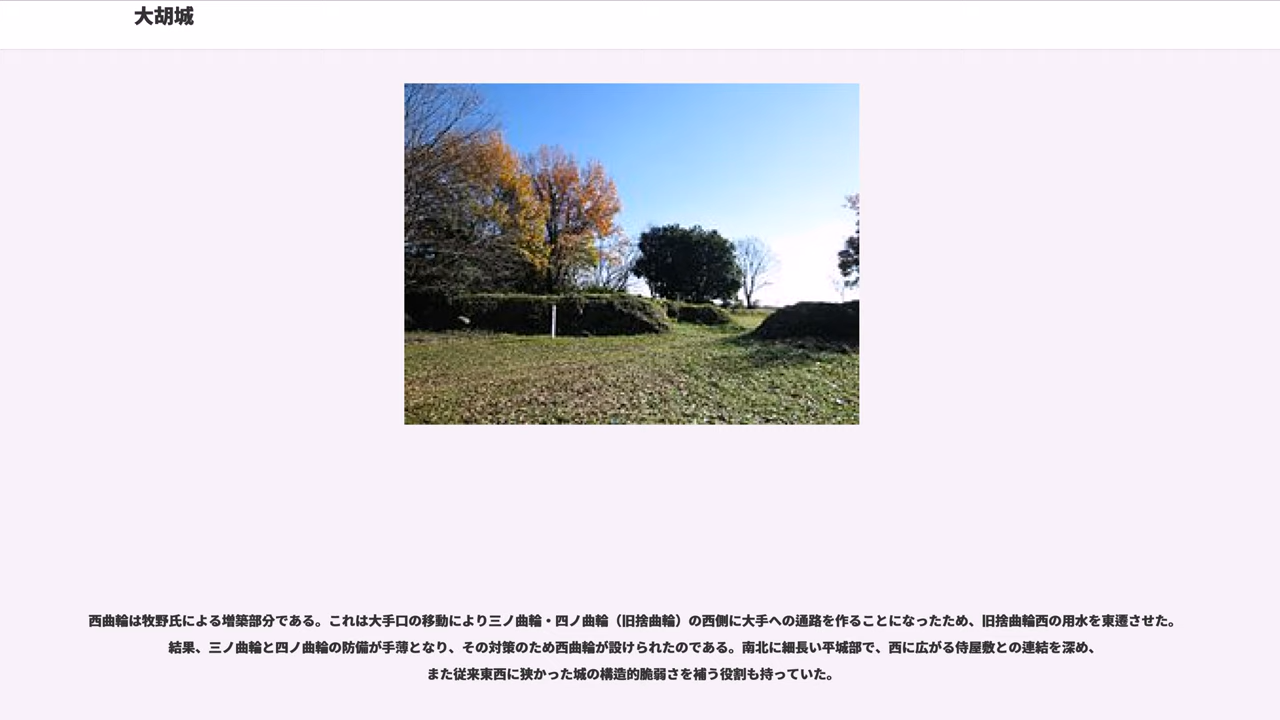 大胡城
西曲輪は牧野氏による増築部分である。これは大手口の移動により三ノ曲輪・四ノ曲輪（旧捨曲輪）の西側に大手への通路を作ることになったため、旧捨曲輪西の用水を東遷させた。
結果、三ノ曲輪と四ノ曲輪の防備が手薄となり、その対策のため西曲輪が設けられたのである。南北に細長い平城部で、西に広がる侍屋敷との連結を深め、
また従来東西に狭かった城の構造的脆弱さを補う役割も持っていた。